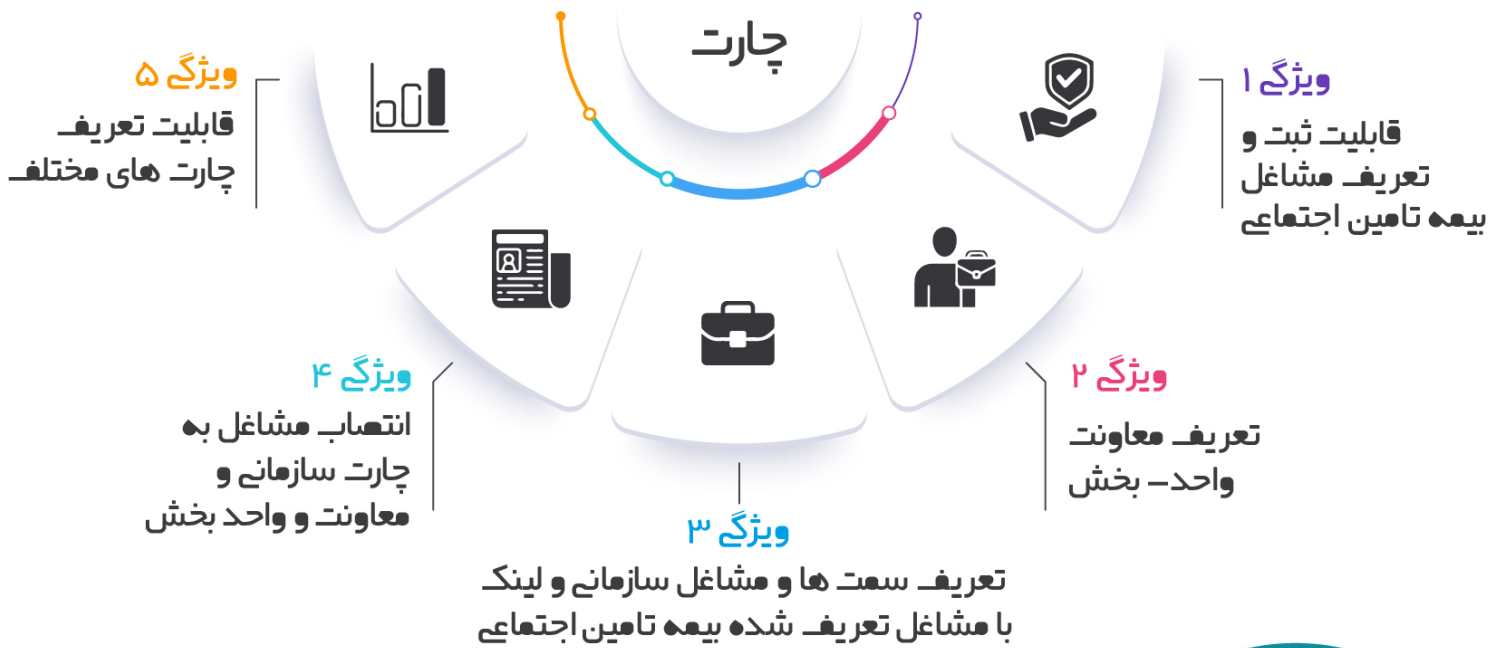 چارت
ویژگی ۱
قابلیت ثبت و
تعریف مشاغل
بیمه تامین اجتماعی
ویژگی ۲
تعریف معاونت
واحد– بخش
ویژگی ۳
تعریف سمت ها و مشاغل سازمانی و لینک
با مشاغل تعریف شده بیمه تامین اجتماعی
ویژگی ۴
انتصاب مشاغل به
چارت سازمانی و
معاونت و واحد بخش
ویژگی ۵
قابلیت تعریف
چارت های مختلف